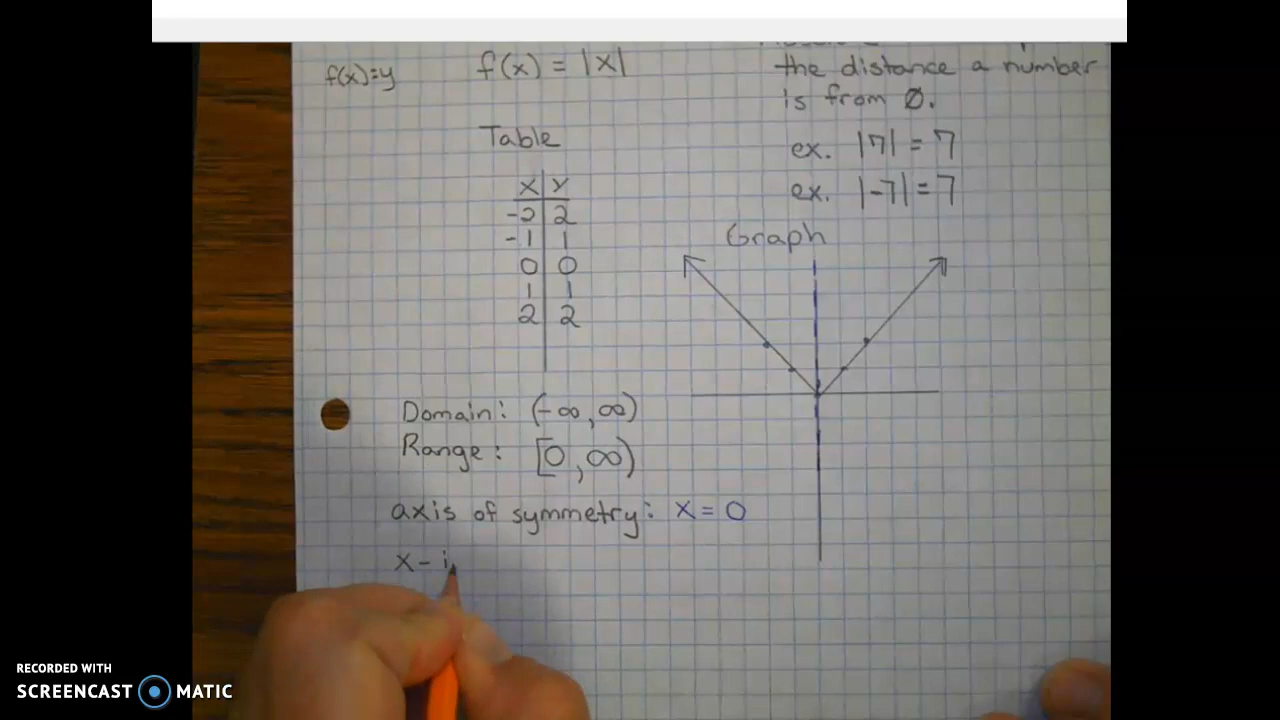 the distance a number
is from 0.
f(x)=y
f(x) = |x|
ex. |7| = 7
ex. |-7| = 7
Table
x y
-2 2
-1 1
0 0
1 1
2 2
Graph
Domain: (-∞, ∞)
Range: [0, ∞)
axis of symmetry: x = 0
x - i
RECORDED WITH
SCREENCAST MATIC